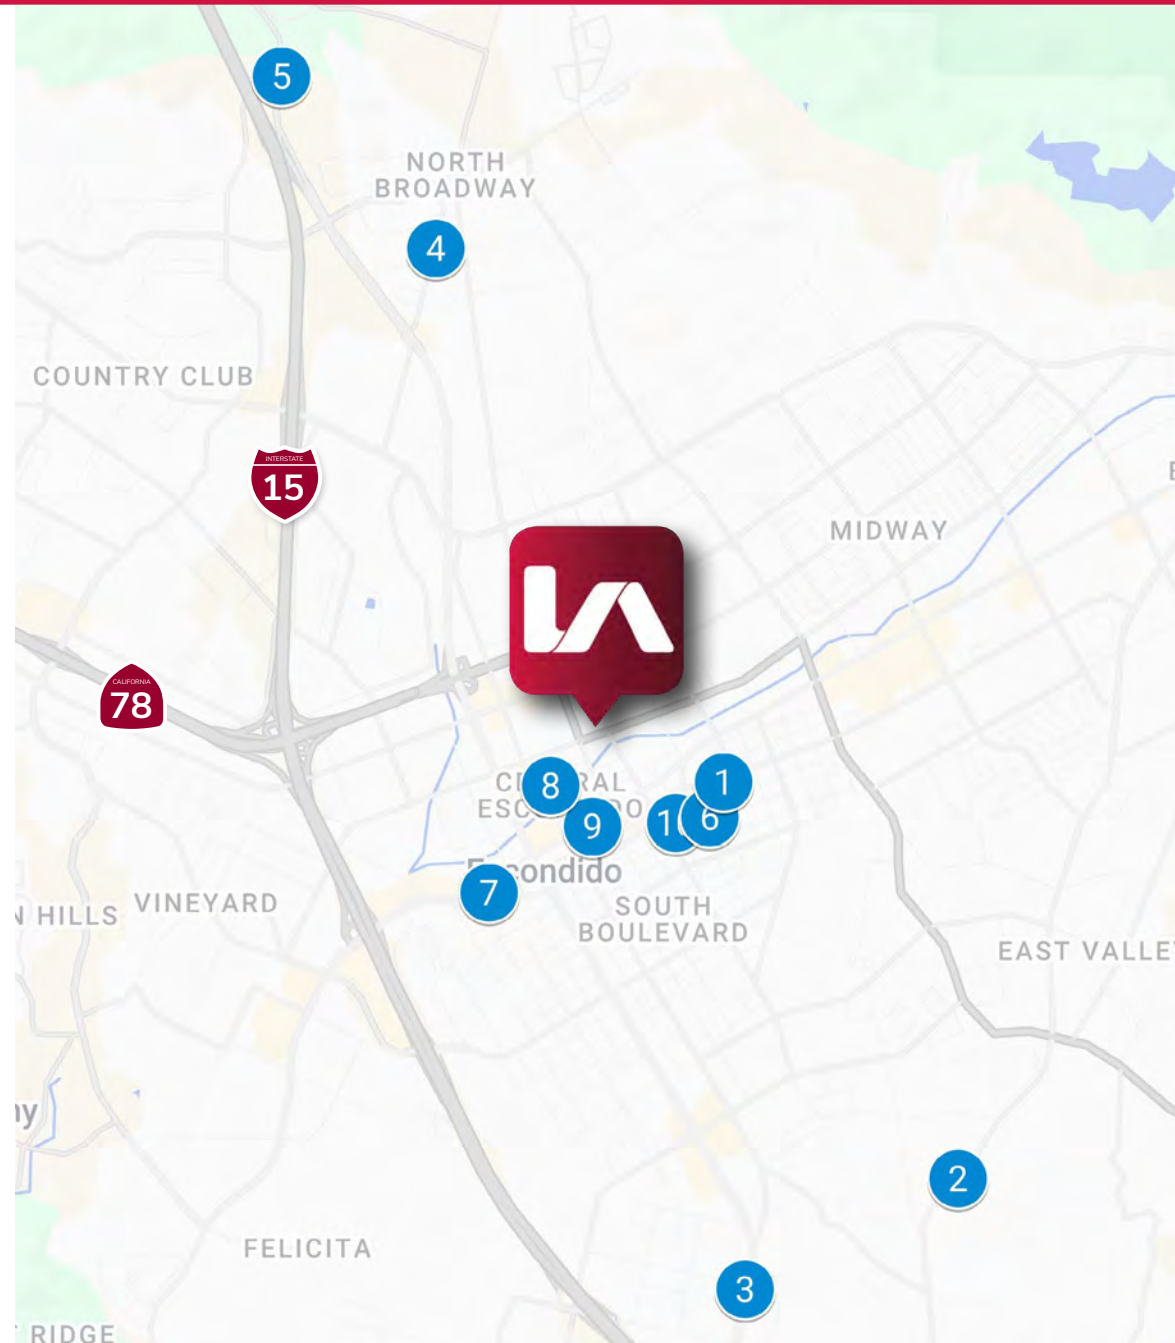 5
NORTH
BROADWAY
4
COUNTRY CLUB
INTERSTATE
15
MIDWAY
CALIFORNIA
78
1
8
9
6
7
VINEYARD
HILLS
SOUTH
BOULEVARD
EAST VALLE
2
FELICITA
3
RIDGE